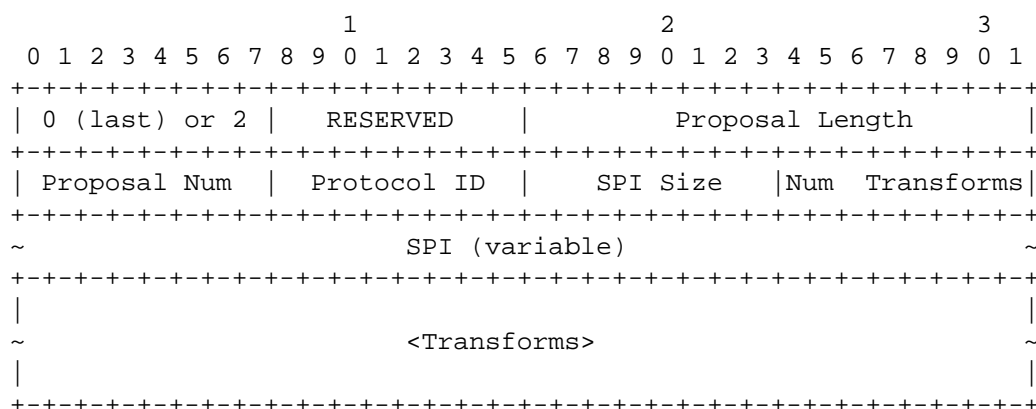 1                   2                   3
 0 1 2 3 4 5 6 7 8 9 0 1 2 3 4 5 6 7 8 9 0 1 2 3 4 5 6 7 8 9 0 1
+-+-+-+-+-+-+-+-+-+-+-+-+-+-+-+-+-+-+-+-+-+-+-+-+-+-+-+-+-+-+-+-+
| 0 (last) or 2 |   RESERVED    |         Proposal Length       |
+-+-+-+-+-+-+-+-+-+-+-+-+-+-+-+-+-+-+-+-+-+-+-+-+-+-+-+-+-+-+-+-+
| Proposal Num  |  Protocol ID  |    SPI Size   |Num  Transforms|
+-+-+-+-+-+-+-+-+-+-+-+-+-+-+-+-+-+-+-+-+-+-+-+-+-+-+-+-+-+-+-+-+
~                        SPI (variable)                         ~
+-+-+-+-+-+-+-+-+-+-+-+-+-+-+-+-+-+-+-+-+-+-+-+-+-+-+-+-+-+-+-+-+
|                                                               |
~                        <Transforms>                           ~
|                                                               |
+-+-+-+-+-+-+-+-+-+-+-+-+-+-+-+-+-+-+-+-+-+-+-+-+-+-+-+-+-+-+-+-+